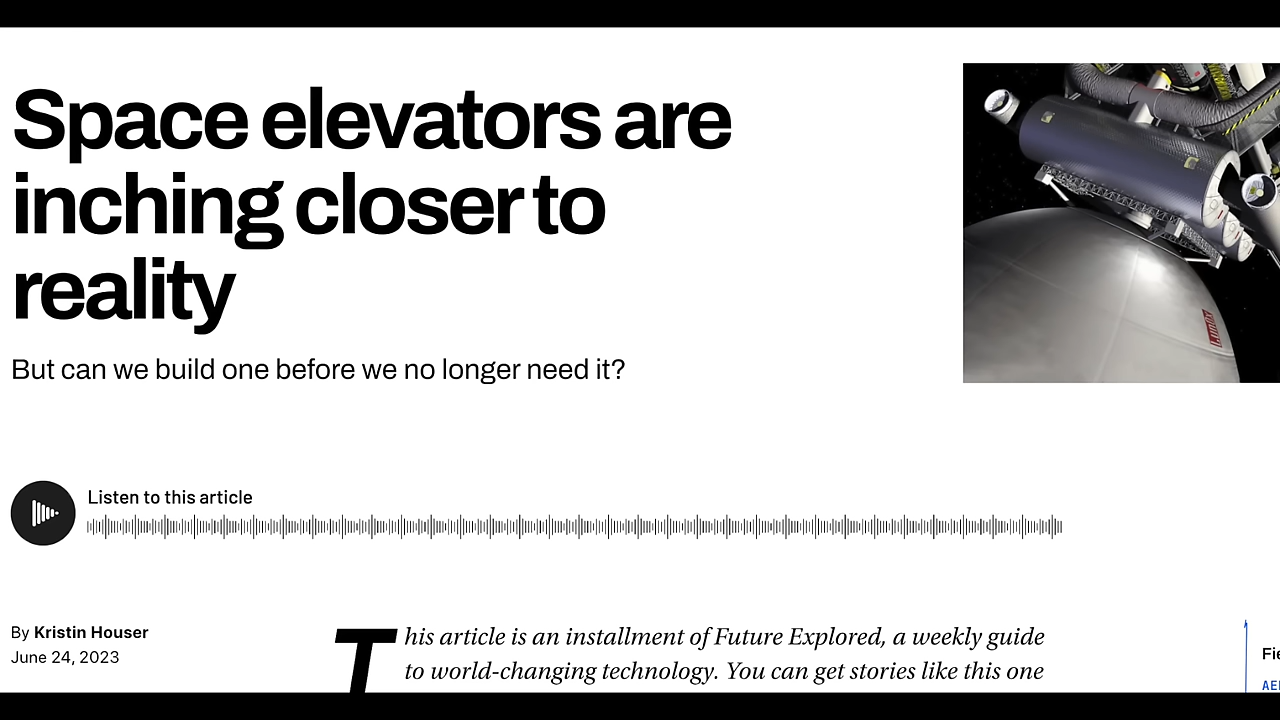 Space elevators are
inching closer to
reality
But can we build one before we no longer need it?
Listen to this article
By Kristin Houser
June 24, 2023
This article is an installment of Future Explored, a weekly guide
to world-changing technology. You can get stories like this one